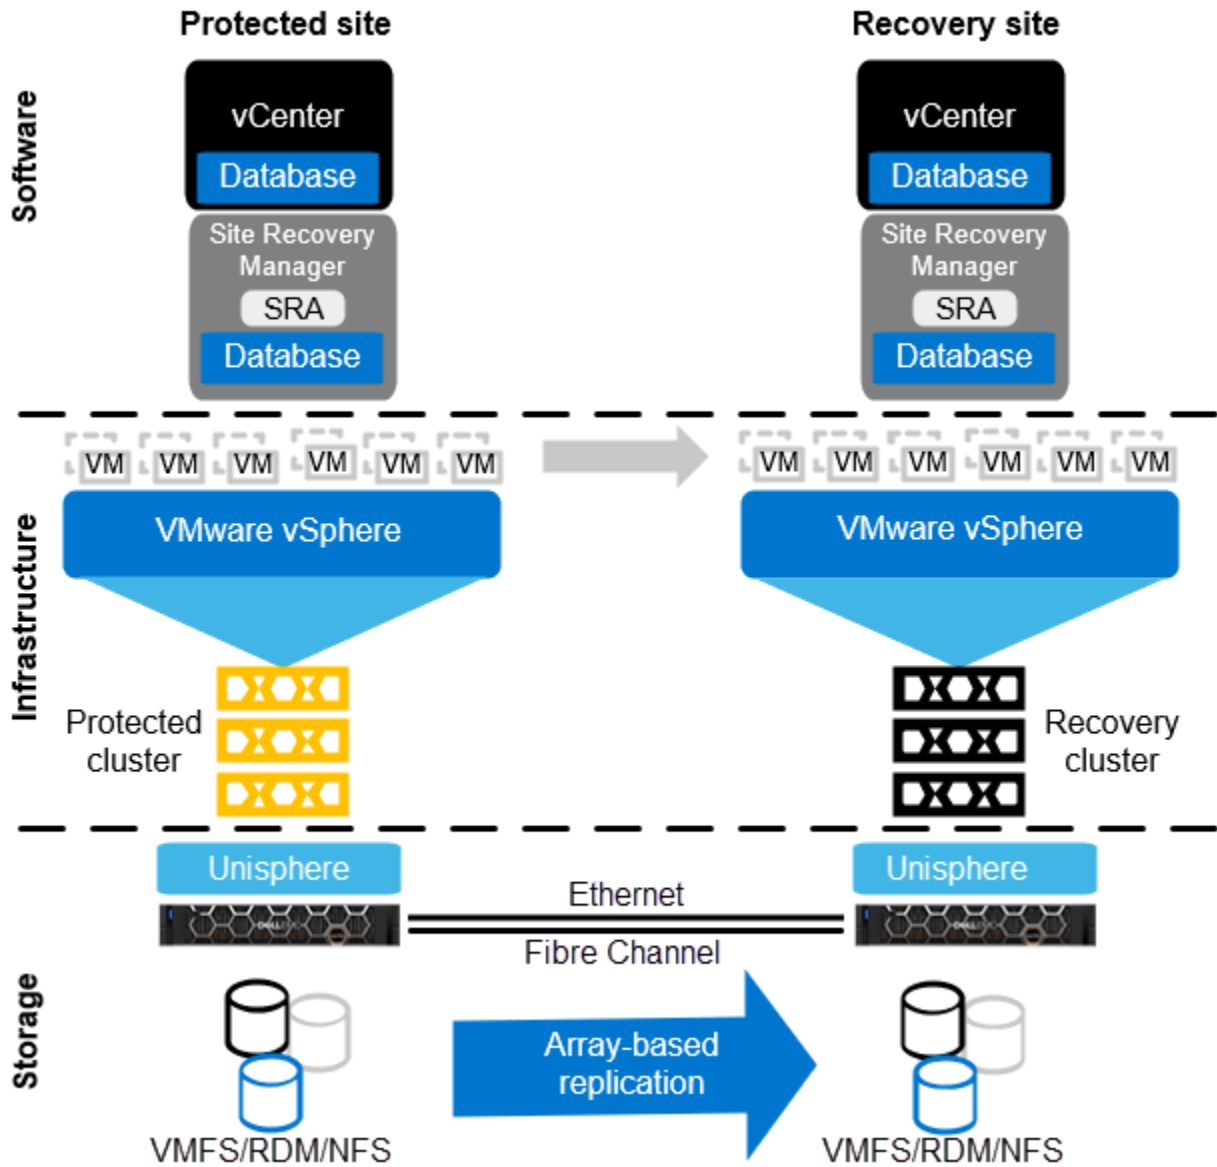 Protected site
Recovery site
Software
vCenter
Database
Site Recovery
Manager
SRA
Database
vCenter
Database
Site Recovery
Manager
SRA
Database
Infrastructure
VM VM VM VM VM VM
VMware vSphere
Protected
cluster
VM VM VM VM VM VM
VMware vSphere
Recovery
cluster
Storage
Unisphere
DELLEMC
VMFS/RDM/NFS
Ethernet
Fibre Channel
Array-based
replication
Unisphere
DELLEMC
VMFS/RDM/NFS